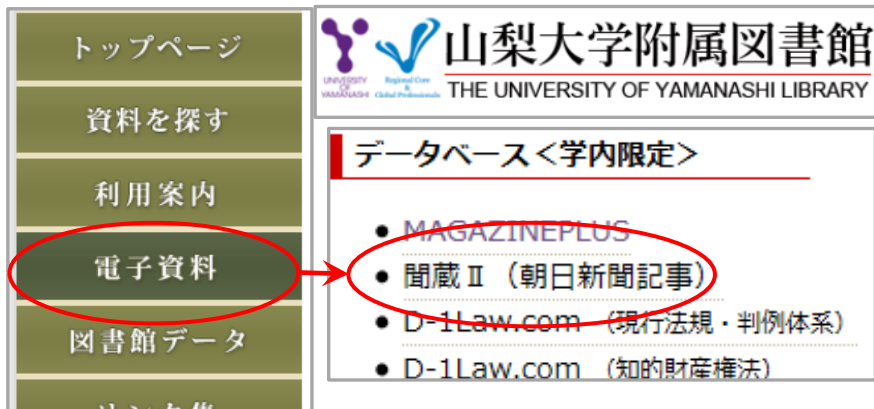 トップページ
資料を探す
利用案内
電子資料
図書館データ
UNIVERSITY
OF
YAMANASHI
Regional Core
&
Global Professionals
山梨大学附属図書館
THE UNIVERSITY OF YAMANASHI LIBRARY
データベース＜学内限定＞
• MAGAZINEPLUS
• 聞蔵Ⅱ（朝日新聞記事）
• D-1Law.com （現行法規・判例体系）
• D-1Law.com （知的財産権法）